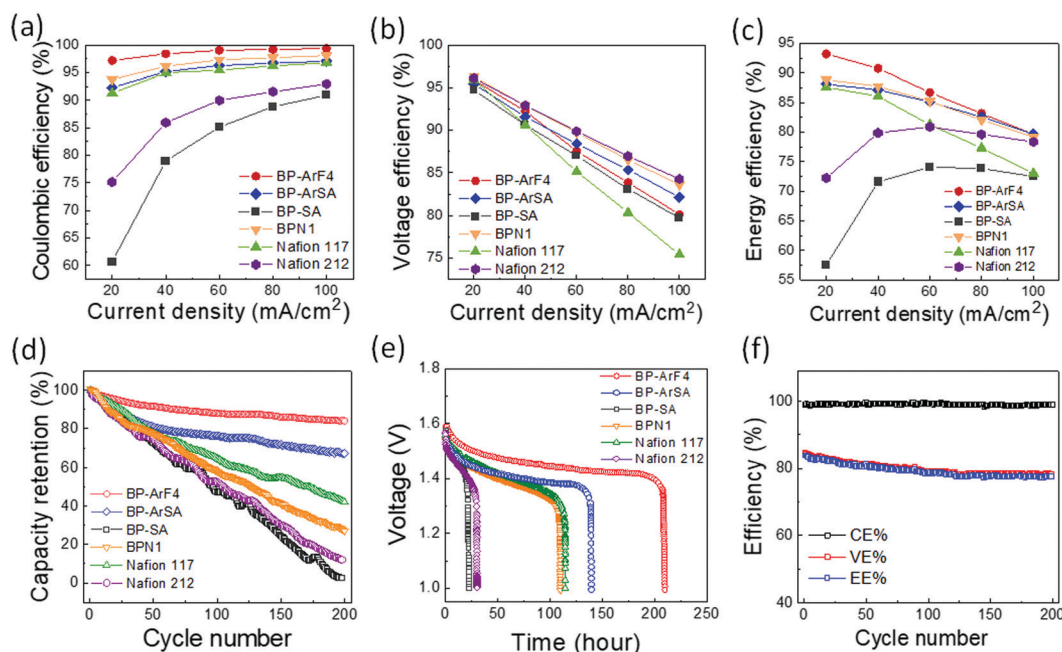 (a)
Coulombic efficiency (%)
100
95
90
85
80
75
70
65
60
BP-ArF4
BP-ArSA
BP-SA
BPN1
Nafion 117
Nafion 212
20 40 60 80 100
Current density (mA/cm²)
(b)
Voltage efficiency (%)
100
95
90
85
80
75
BP-ArF4
BP-ArSA
BP-SA
BPN1
Nafion 117
Nafion 212
20 40 60 80 100
Current density (mA/cm²)
(c)
Energy efficiency (%)
95
90
85
80
75
70
65
60
55
BP-ArF4
BP-ArSA
BP-SA
BPN1
Nafion 117
Nafion 212
20 40 60 80 100
Current density (mA/cm²)
(d)
Capacity retention (%)
100
80
60
40
20
0
BP-ArF4
BP-ArSA
BP-SA
BPN1
Nafion 117
Nafion 212
0 50 100 150 200
Cycle number
(e)
Voltage (V)
1.8
1.6
1.4
1.2
1.0
BP-ArF4
BP-ArSA
BP-SA
BPN1
Nafion 117
Nafion 212
0 50 100 150 200 250
Time (hour)
(f)
Efficiency (%)
100
80
60
40
CE%
VE%
EE%
0 50 100 150 200
Cycle number